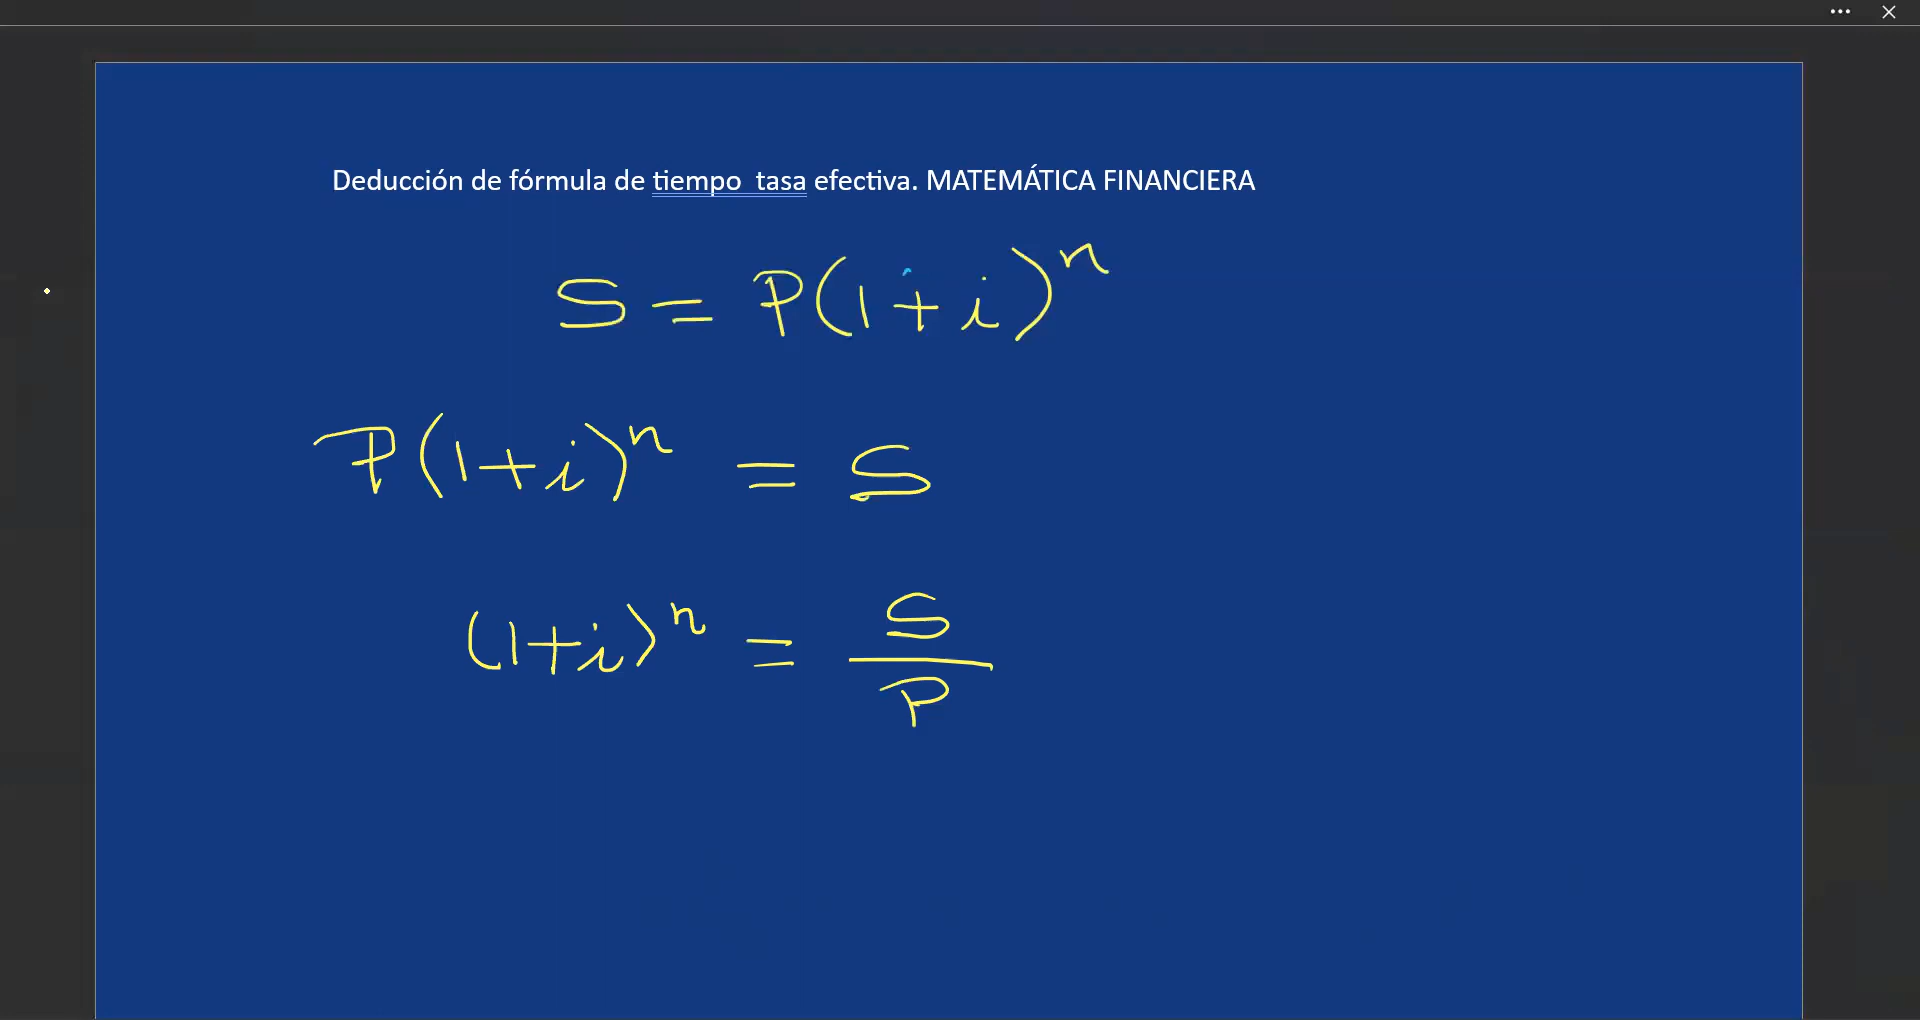 Deducción de fórmula de tiempo tasa efectiva. MATEMÁTICA FINANCIERA
S = P(1+i)^n
P(1+i)^n = S
(1+i)^n = S/P